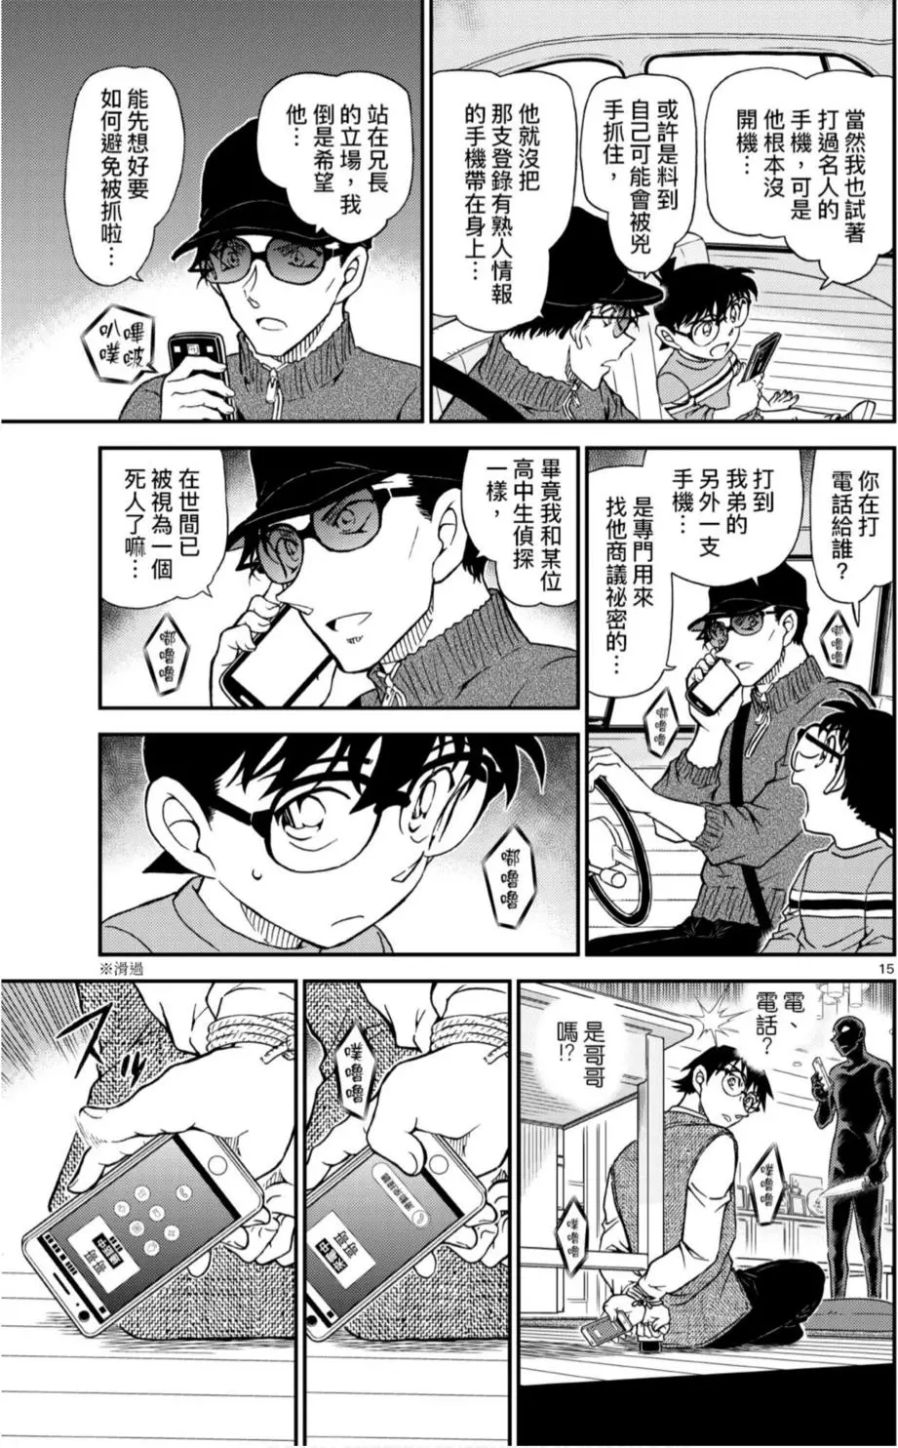 當然我也試著
打過名人的
手機，可是
他根本沒
開機…
或許是料到
自己可能會被兇
手抓住，
他就沒把
那支登錄有熟人情報
的手機帶在身上…
站在兄長
的立場，我
倒是希望
他…
能先想好要
如何避免被抓啦…
嗶啵
叭噗
你在打
電話給誰？
打到
我弟的
另外一支
手機…
是專門用來
找他商議祕密的…
嘟嚕嚕
嘟嚕嚕
畢竟我和某位
高中生偵探
一樣，
在世間已
被視為一個
死人了嘛…
嘟嚕嚕
嘟嚕嚕
※滑過
15
電、
電話？
是哥哥
嗎!?
噗嚕嚕
噗嚕嚕
噗嚕嚕